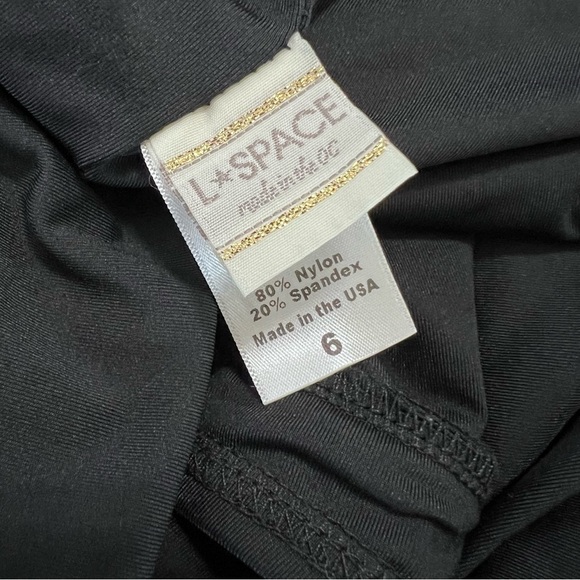 L★SPACE
made in the OC
80% Nylon
20% Spandex
Made in the USA
6